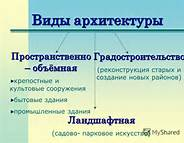 Виды архитектуры
Пространственно – объёмная
•крепостные и культовые сооружения
•бытовые здания
•промышленные здания
Градостроительство
(реконструкция старых и создание новых районов)
Ландшафтная
(садово- парковое искусство)
MyShared